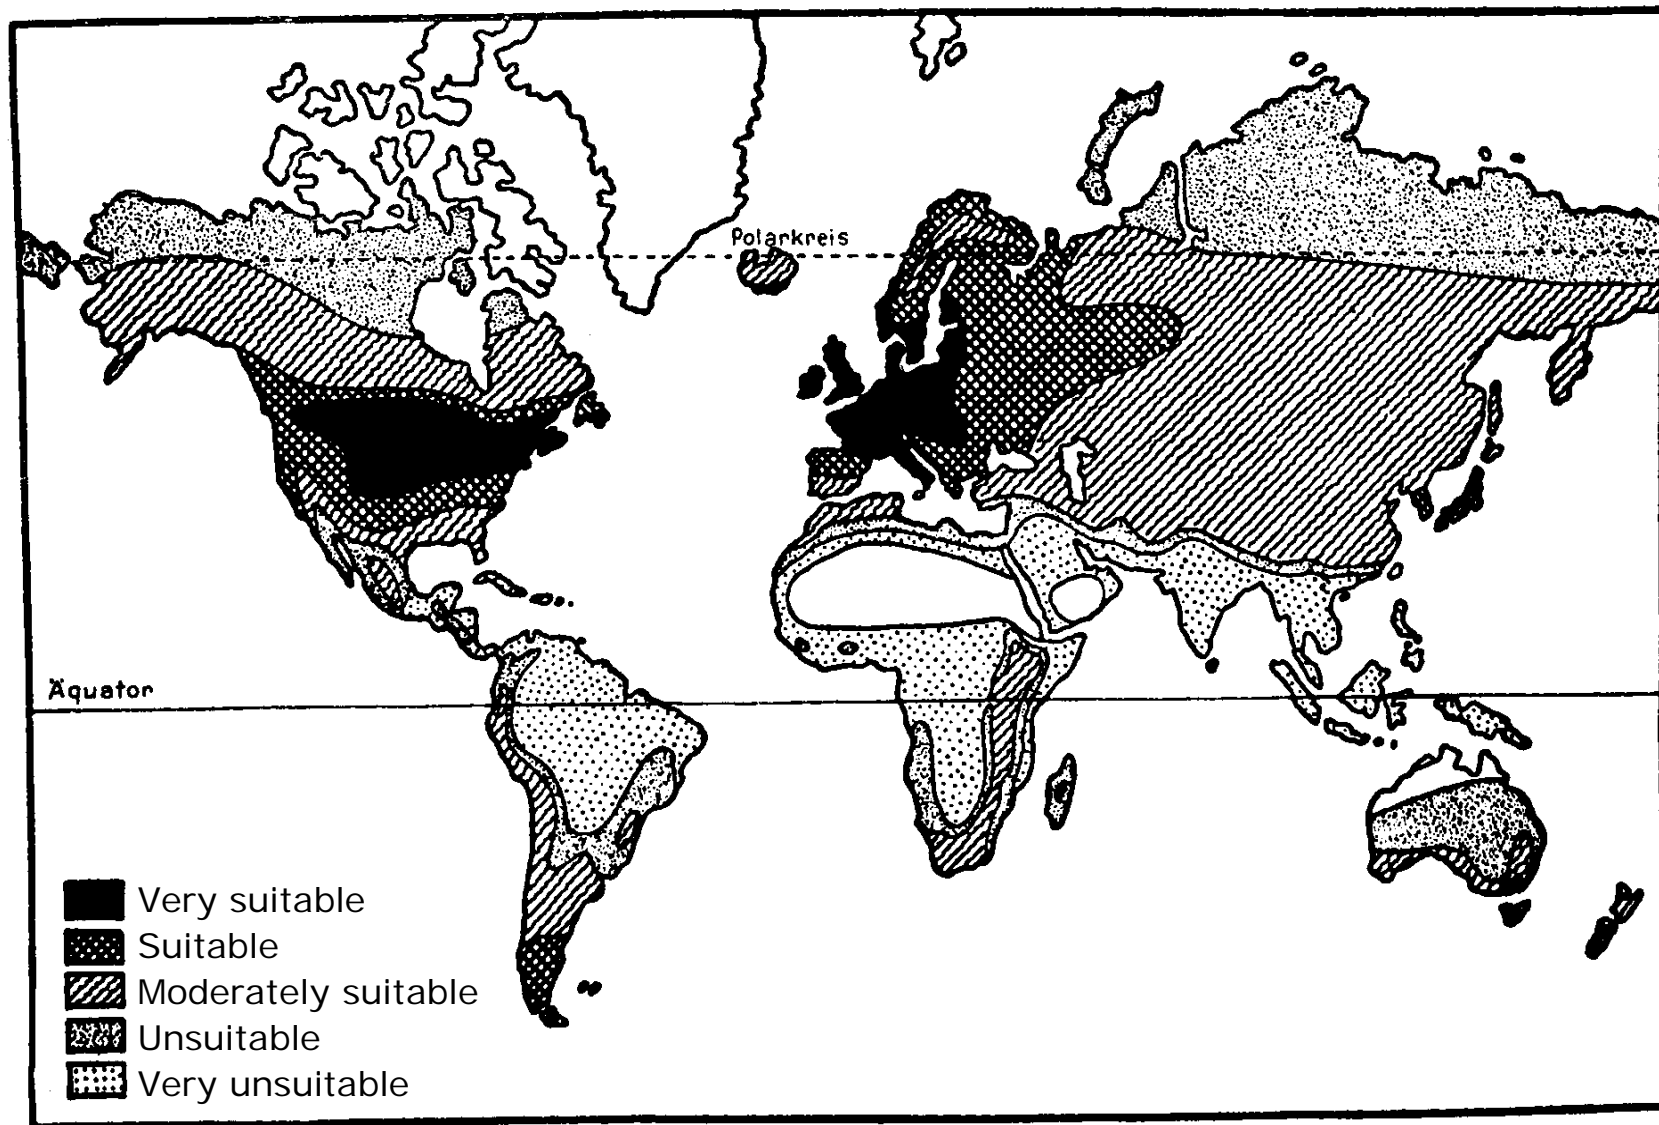 Polarkreis
Äquator
Very suitable
Suitable
Moderately suitable
Unsuitable
Very unsuitable